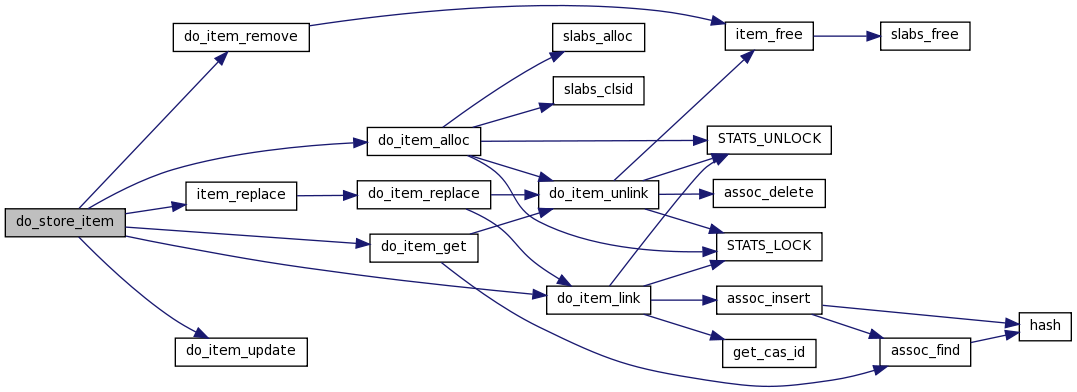 do_store_item
do_item_remove
do_item_alloc
item_replace
do_item_replace
do_item_get
do_item_update
slabs_alloc
slabs_clsid
do_item_unlink
do_item_link
item_free
slabs_free
STATS_UNLOCK
assoc_delete
STATS_LOCK
assoc_insert
get_cas_id
assoc_find
hash